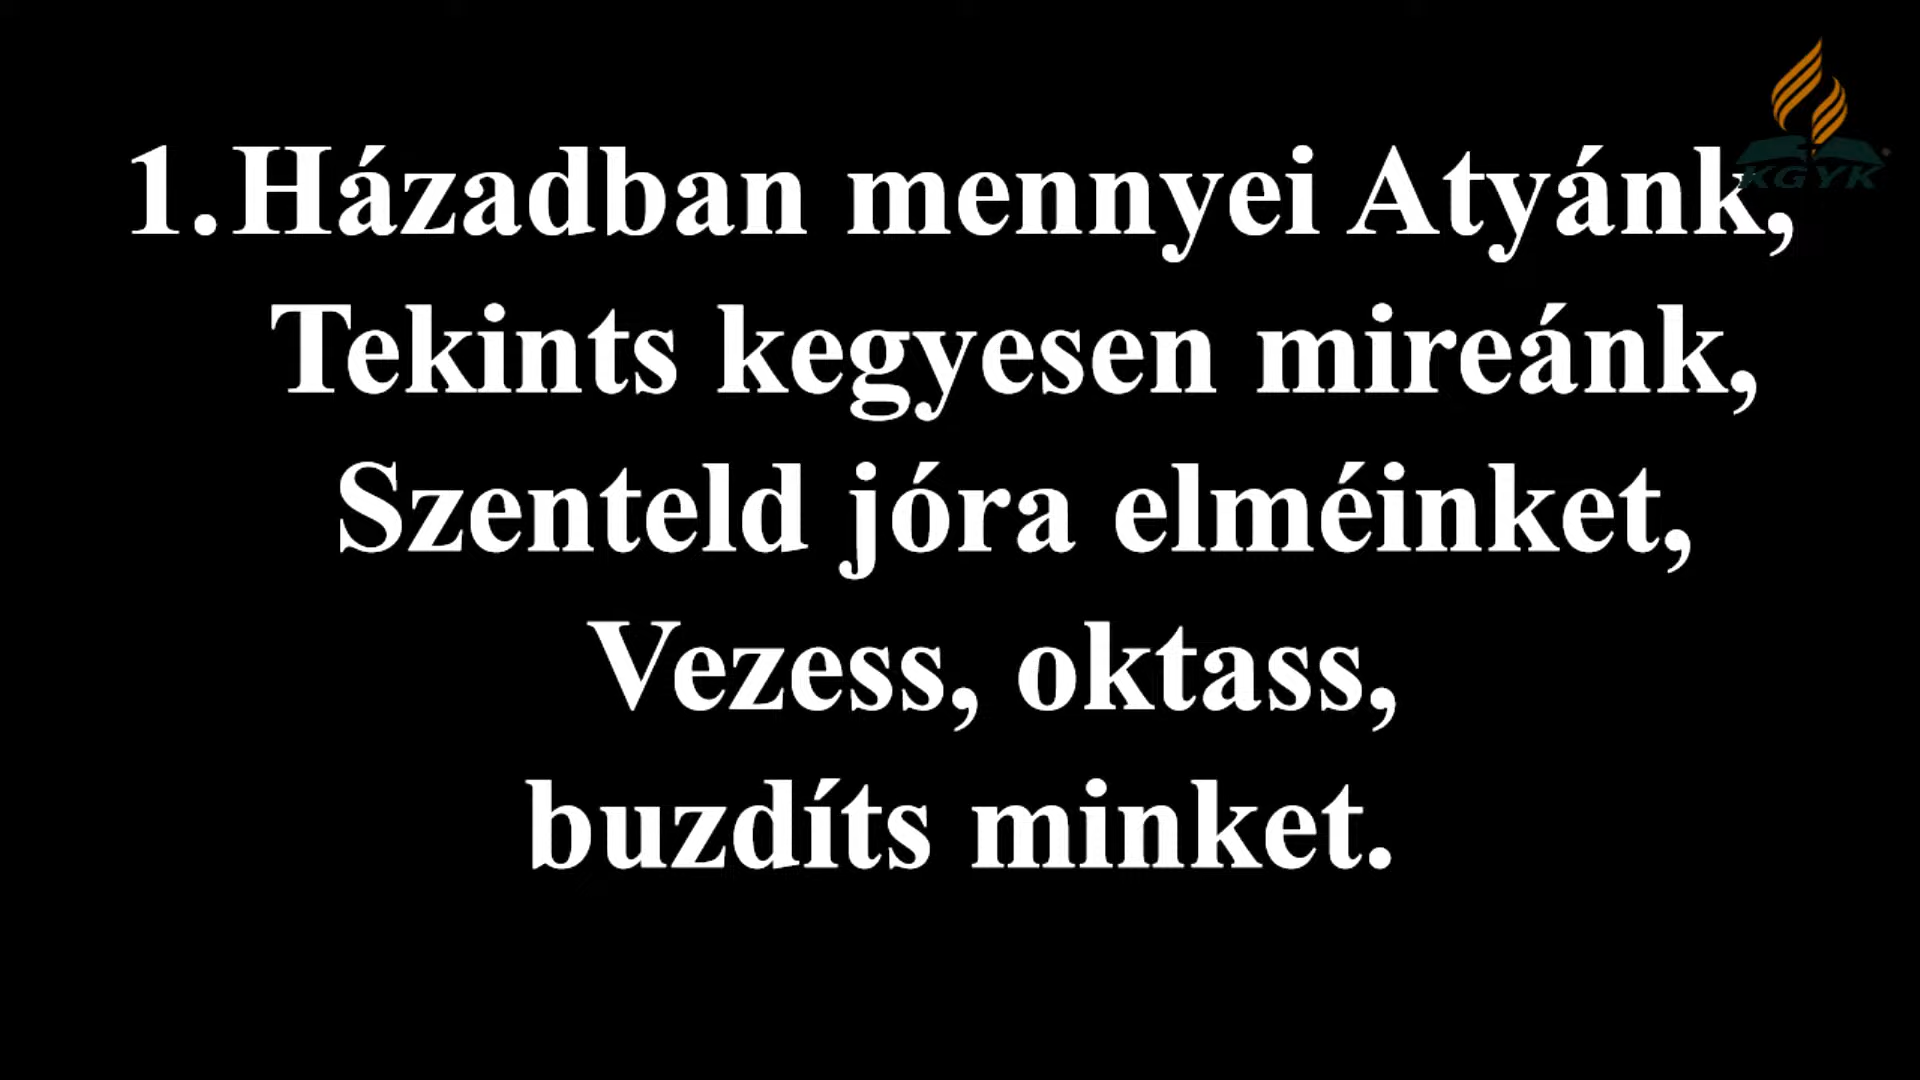 1. Házadban mennyei Atyánk,
Tekints kegyesen mireánk,
Szenteld jóra elméinket,
Vezess, oktass,
buzdíts minket.
KGYK